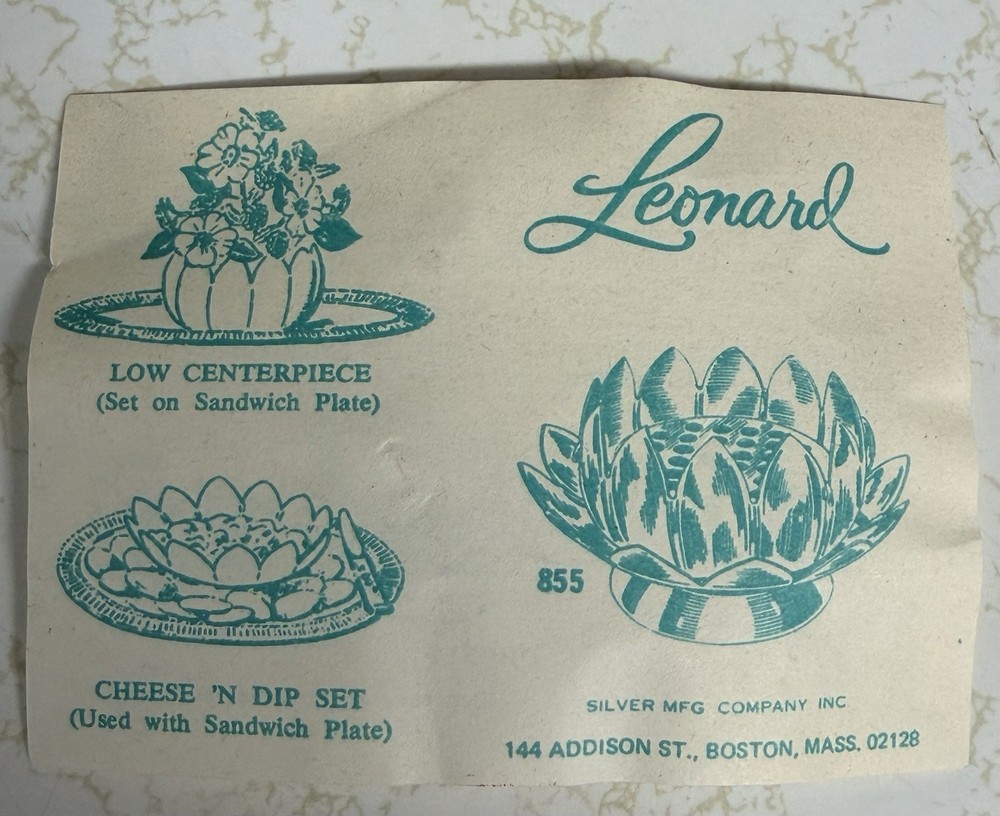 LOW CENTERPIECE
(Set on Sandwich Plate)
CHEESE 'N DIP SET
(Used with Sandwich Plate)
Leonard
855
SILVER MFG COMPANY INC.
144 ADDISON ST., BOSTON, MASS. 02128